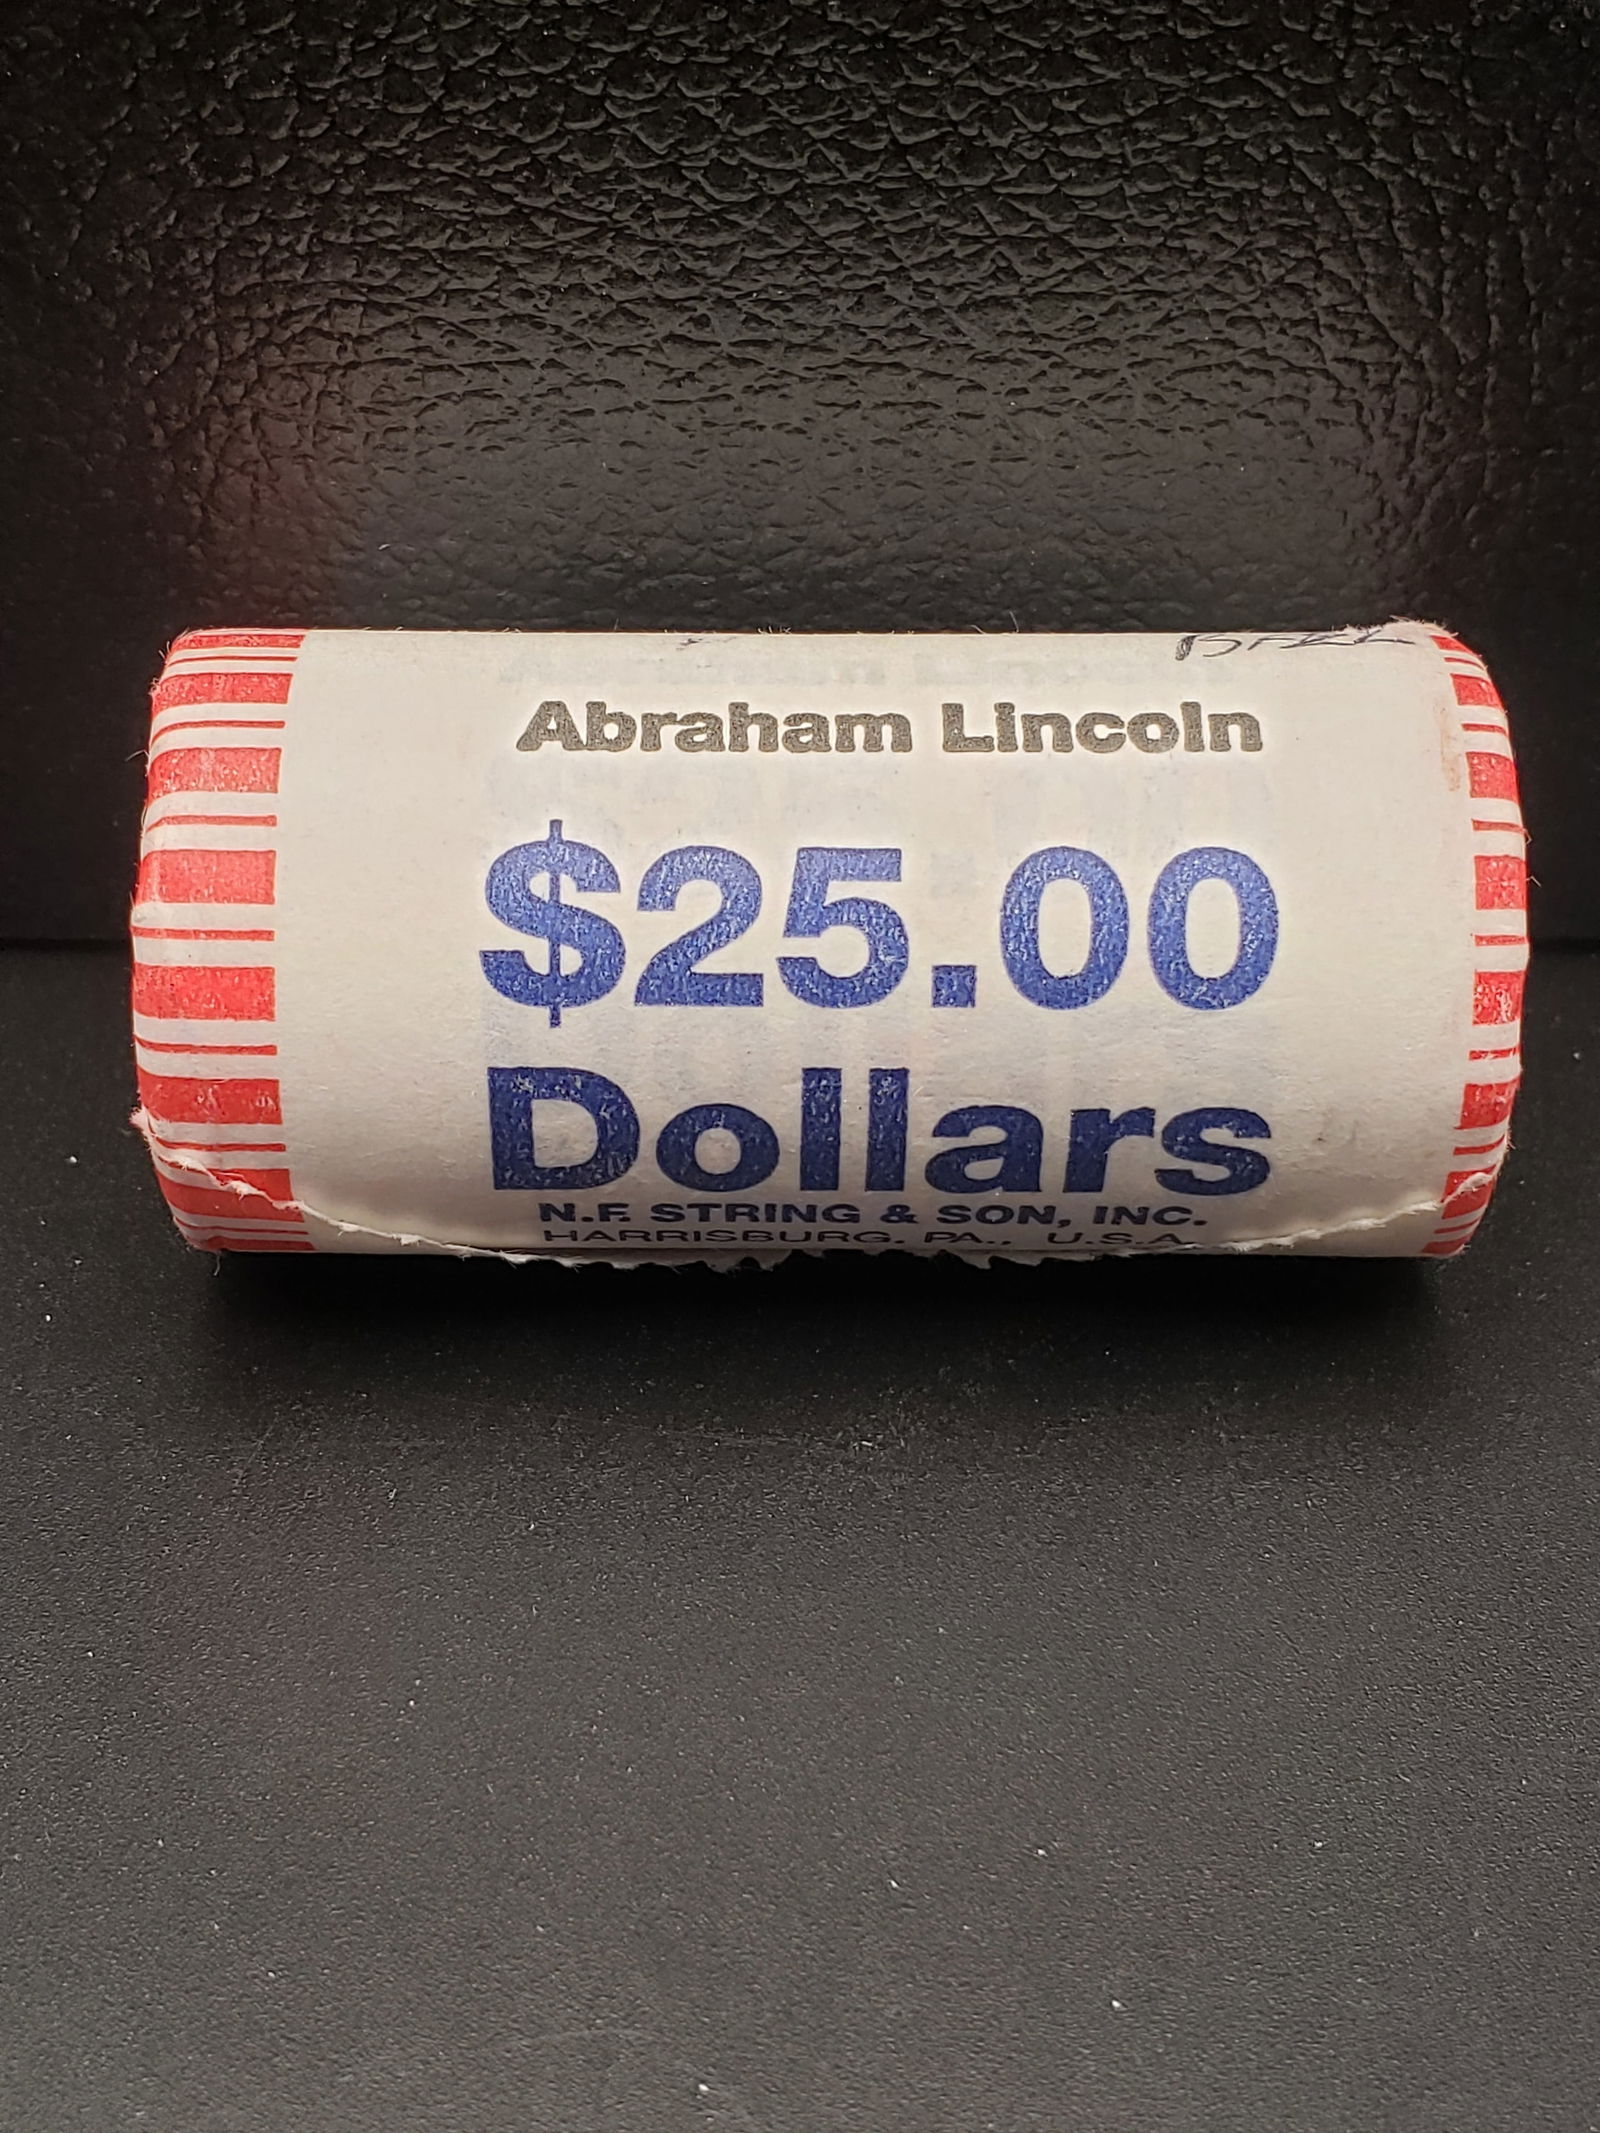 Abraham Lincoln
$25.00
Dollars
N.F. STRING & SON, INC.
HARRISBURG, PA., U.S.A.